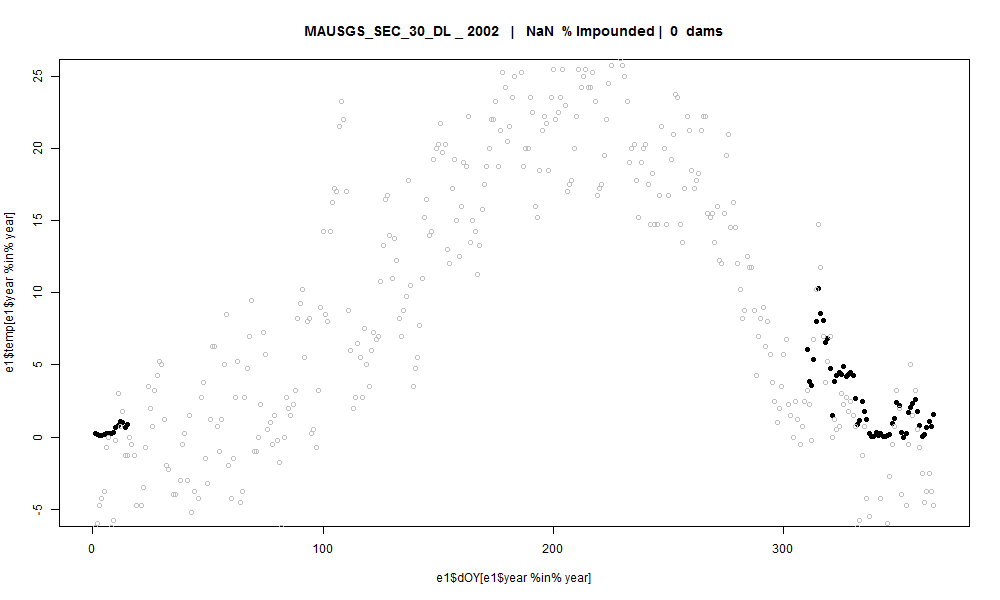 MAUSGS_SEC_30_DL _ 2002 | NaN % Impounded | 0 dams
e1$temp[e1$year %in% year]
25
20
15
10
5
0
-5
0 100 200 300
e1$dOY[e1$year %in% year]